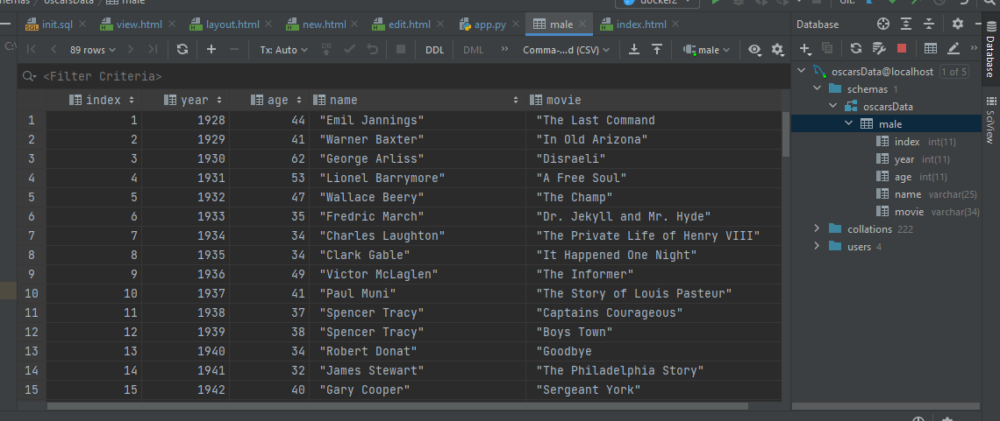 schemas oscarsData male dockerz Git:
init.sql view.html layout.html new.html edit.html app.py male index.html Database
89 rows Tx: Auto DB DDL DML Comma-...d (CSV) male
<Filter Criteria>
oscarsData@localhost 1 of 5
schemas 1
oscarsData
male
index int(11)
year int(11)
age int(11)
name varchar(25)
movie varchar(34)
collations 222
users 4
index year age name movie
1 1 1928 44 "Emil Jannings" "The Last Command
2 2 1929 41 "Warner Baxter" "In Old Arizona"
3 3 1930 62 "George Arliss" "Disraeli"
4 4 1931 53 "Lionel Barrymore" "A Free Soul"
5 5 1932 47 "Wallace Beery" "The Champ"
6 6 1933 35 "Fredric March" "Dr. Jekyll and Mr. Hyde"
7 7 1934 34 "Charles Laughton" "The Private Life of Henry VIII"
8 8 1935 34 "Clark Gable" "It Happened One Night"
9 9 1936 49 "Victor McLaglen" "The Informer"
10 10 1937 41 "Paul Muni" "The Story of Louis Pasteur"
11 11 1938 37 "Spencer Tracy" "Captains Courageous"
12 12 1939 38 "Spencer Tracy" "Boys Town"
13 13 1940 34 "Robert Donat" "Goodbye
14 14 1941 32 "James Stewart" "The Philadelphia Story"
15 15 1942 40 "Gary Cooper" "Sergeant York"
Database
SciView